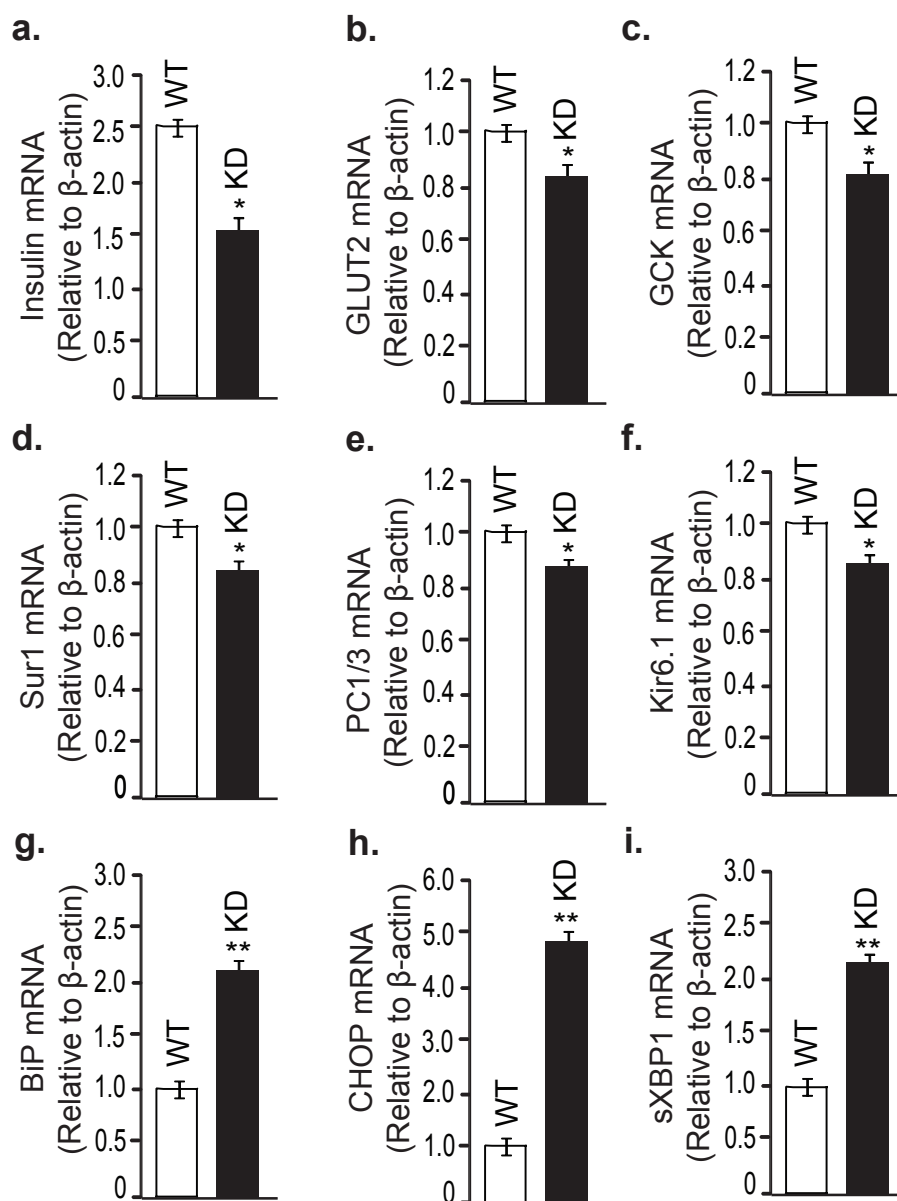 a.
Insulin mRNA
(Relative to β-actin)
3.0
2.5
2.0
1.5
1.0
0.5
0
WT
KD
*
b.
GLUT2 mRNA
(Relative to β-actin)
1.2
1.0
0.8
0.6
0.4
0.2
0
WT
KD
*
c.
GCK mRNA
(Relative to β-actin)
1.2
1.0
0.8
0.6
0.4
0.2
0
WT
KD
*
d.
Sur1 mRNA
(Relative to β-actin)
1.2
1.0
0.8
0.6
0.4
0.2
0
WT
KD
*
e.
PC1/3 mRNA
(Relative to β-actin)
1.2
1.0
0.8
0.6
0.4
0.2
0
WT
KD
*
f.
Kir6.1 mRNA
(Relative to β-actin)
1.2
1.0
0.8
0.6
0.4
0.2
0
WT
KD
*
g.
BiP mRNA
(Relative to β-actin)
3.0
2.5
2.0
1.5
1.0
0.5
0
WT
KD
**
h.
CHOP mRNA
(Relative to β-actin)
6.0
5.0
4.0
3.0
2.0
1.0
0
WT
KD
**
i.
sXBP1 mRNA
(Relative to β-actin)
3.0
2.5
2.0
1.5
1.0
0.5
0
WT
KD
**